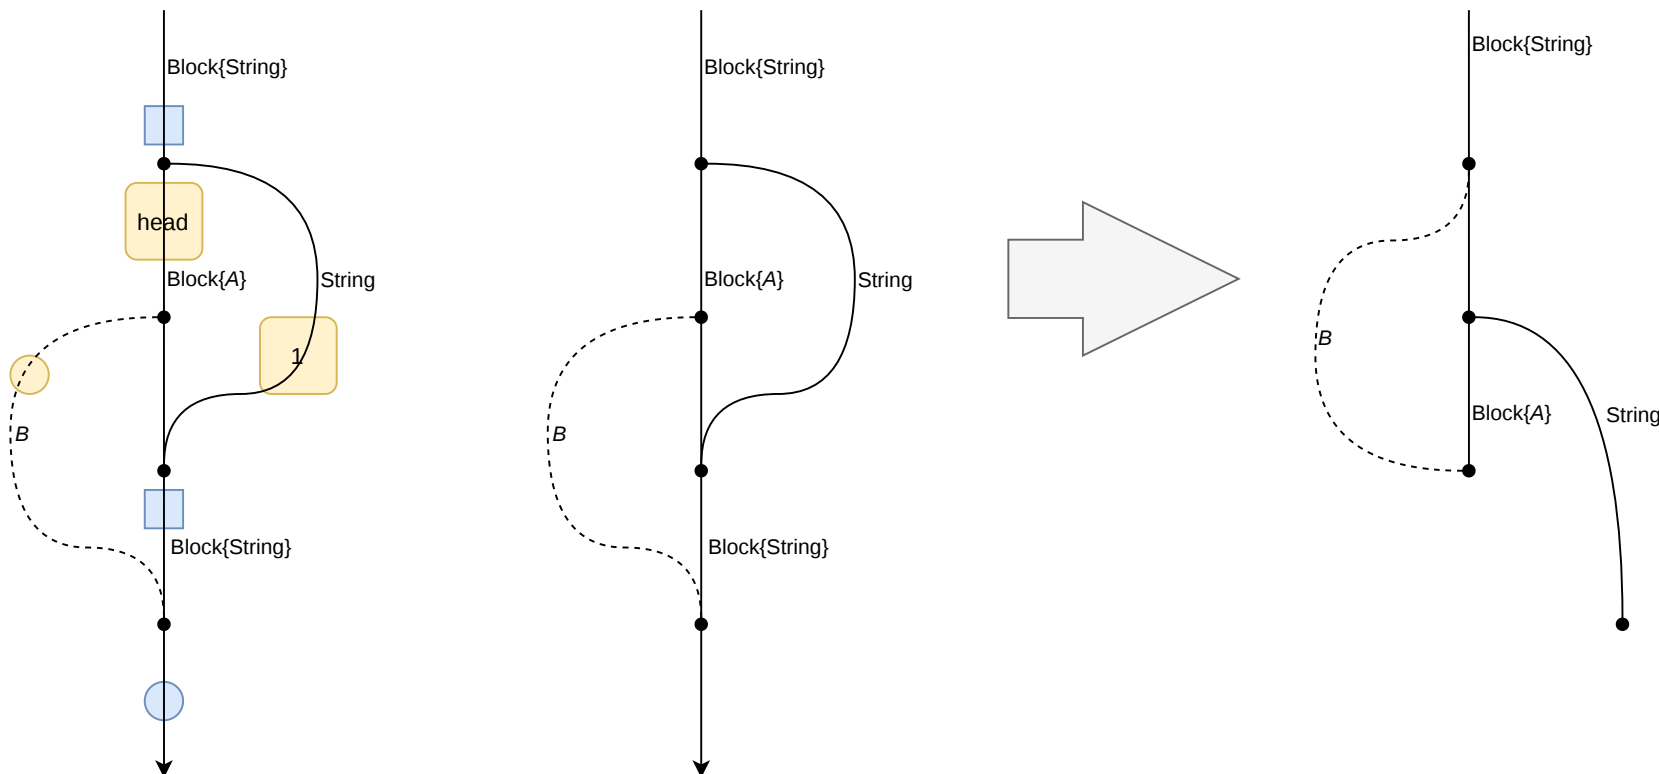 Block{String}
head
Block{A}
String
1
B
Block{String}
Block{String}
Block{A}
String
B
Block{String}
Block{String}
B
Block{A}
String